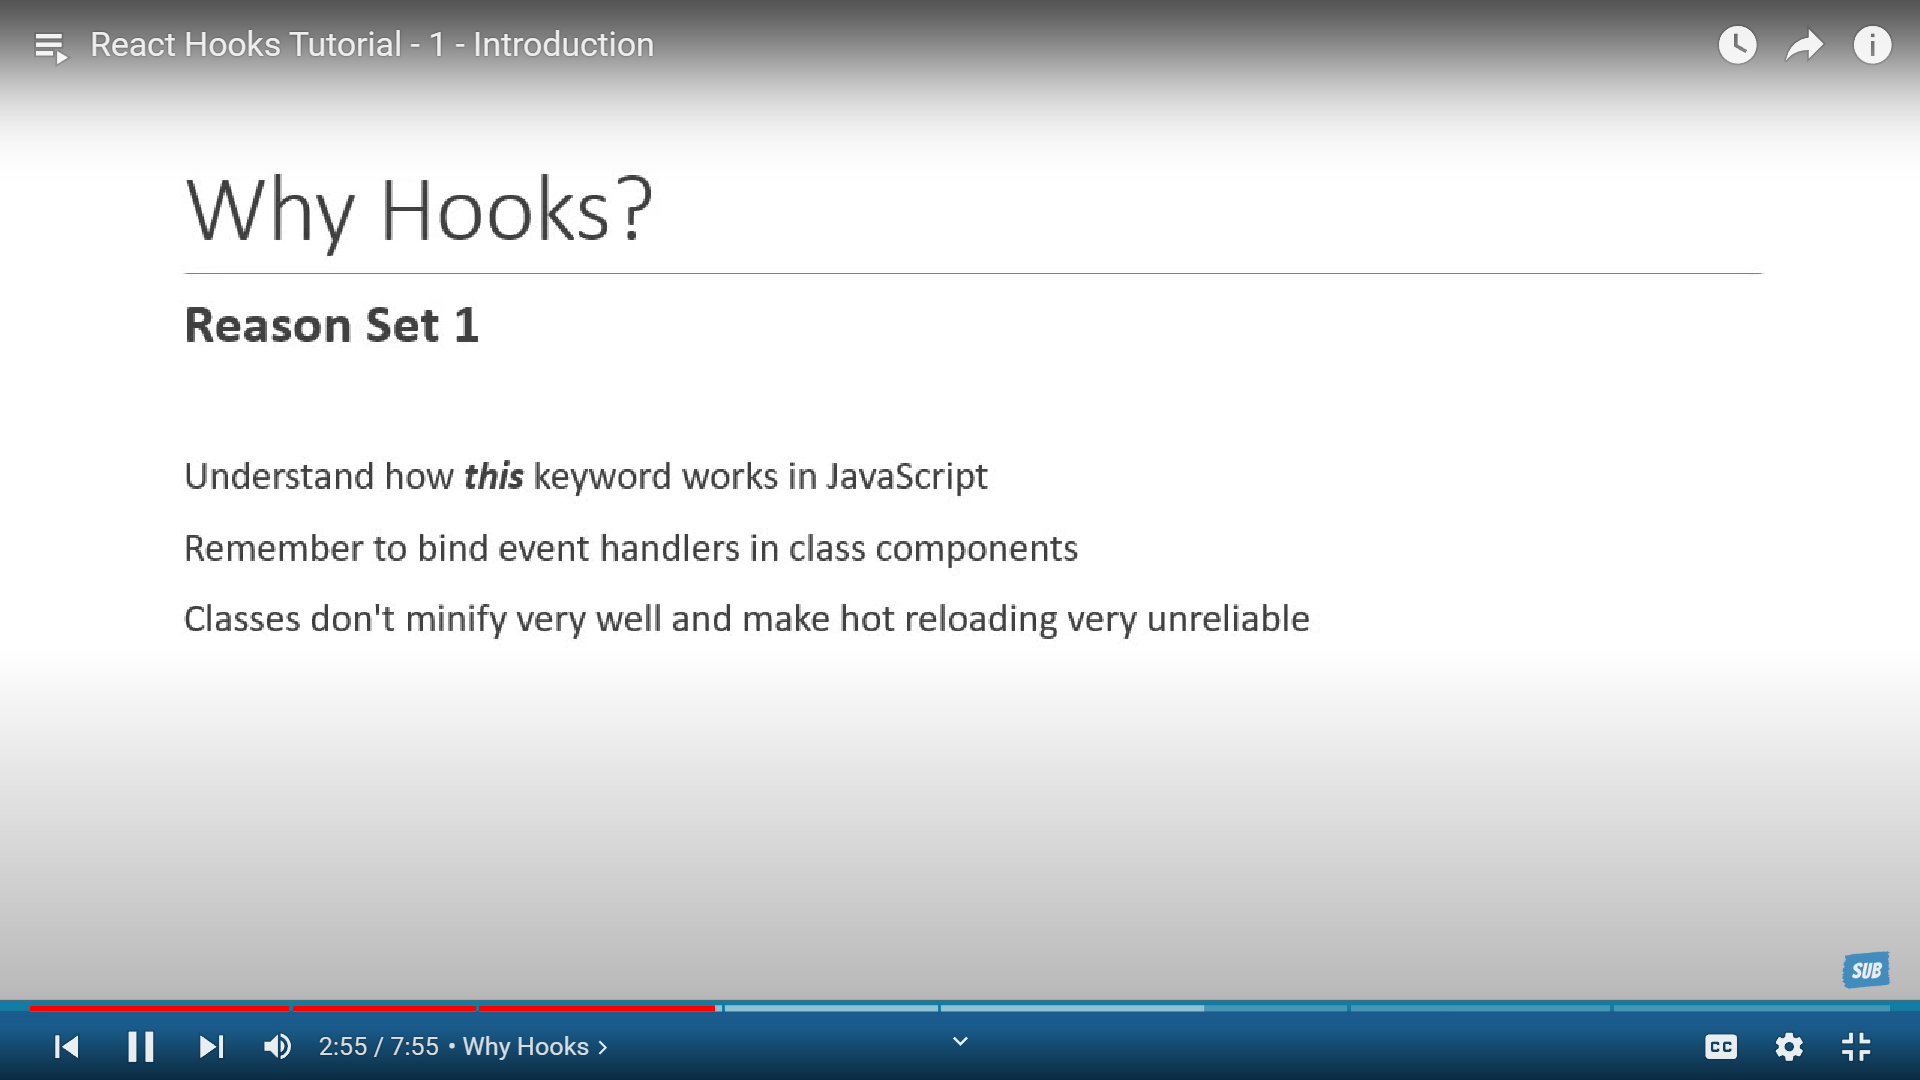 React Hooks Tutorial - 1 - Introduction
Why Hooks?
Reason Set 1
Understand how this keyword works in JavaScript
Remember to bind event handlers in class components
Classes don't minify very well and make hot reloading very unreliable
SUB
2:55 / 7:55 • Why Hooks
CC